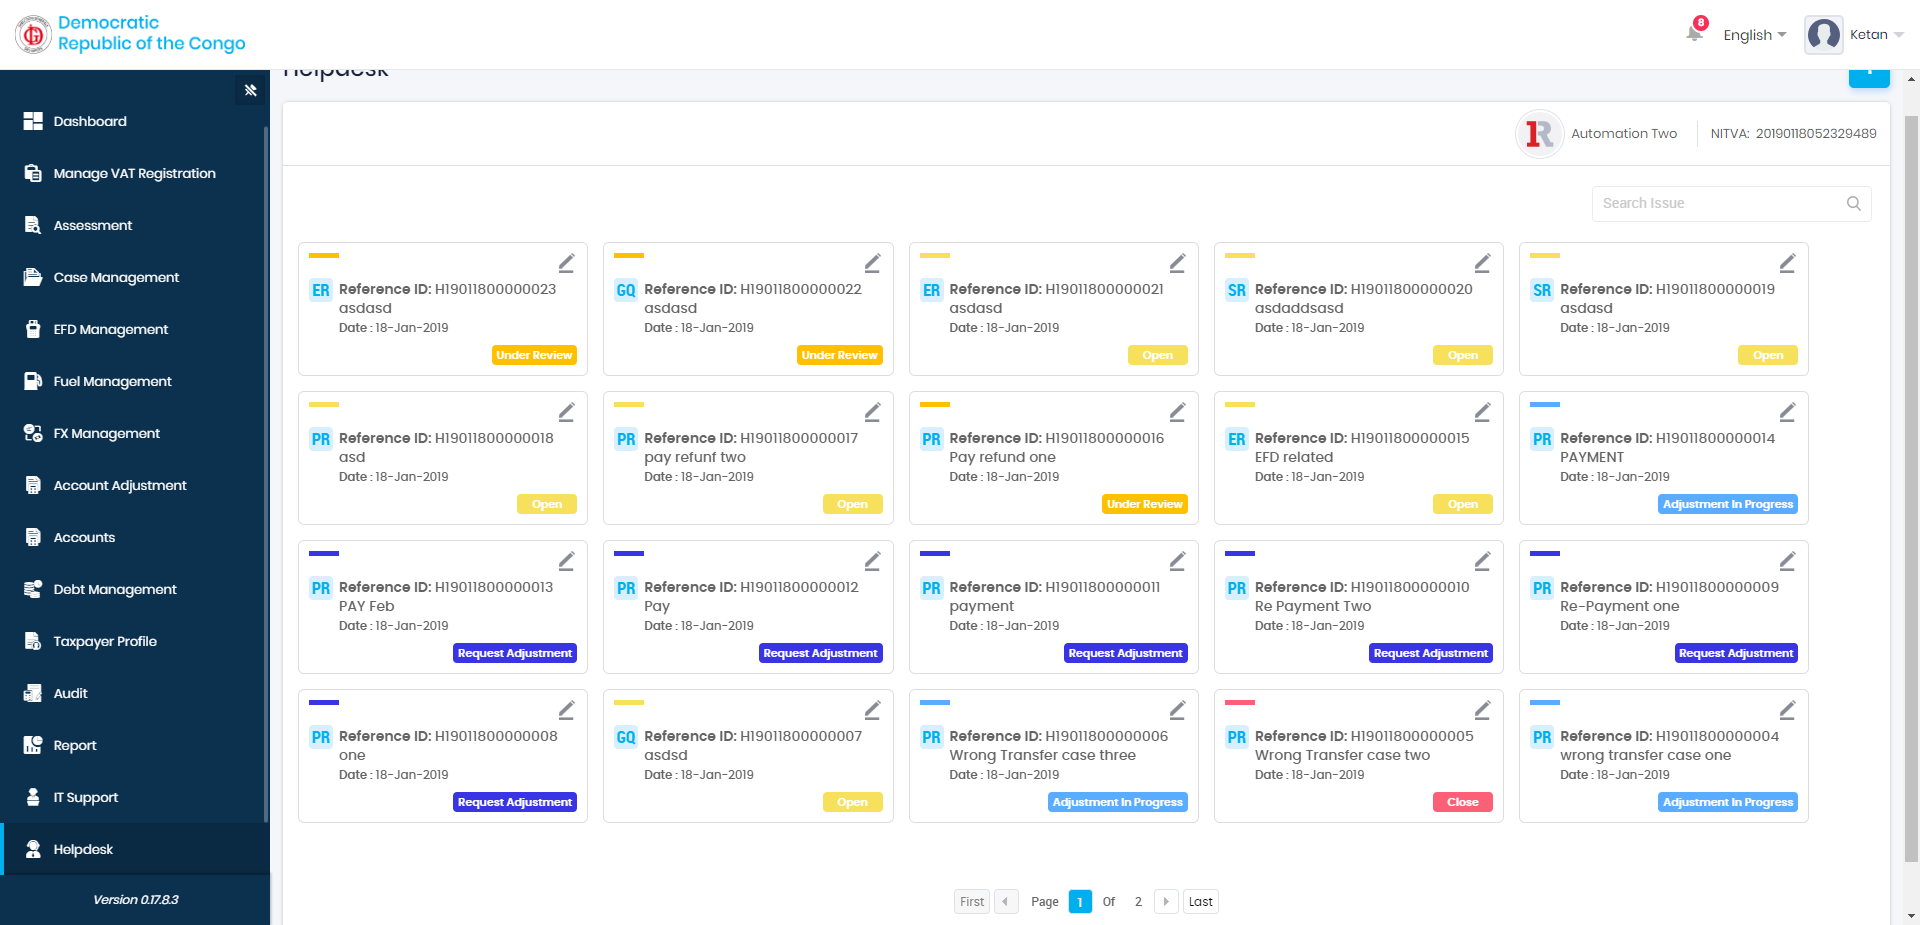 Democratic
Republic of the Congo
8
English
Ketan
Helpdesk
Dashboard
Manage VAT Registration
Assessment
Case Management
EFD Management
Fuel Management
FX Management
Account Adjustment
Accounts
Debt Management
Taxpayer Profile
Audit
Report
IT Support
Helpdesk
Version 0.17.8.3
1R Automation Two NITVA: 20190118052329489
Search Issue
ER Reference ID: H19011800000023
asdasd
Date : 18-Jan-2019
Under Review
GQ Reference ID: H19011800000022
asdasd
Date : 18-Jan-2019
Under Review
ER Reference ID: H19011800000021
asdasd
Date : 18-Jan-2019
Open
SR Reference ID: H19011800000020
asdaddsasd
Date : 18-Jan-2019
Open
SR Reference ID: H19011800000019
asdasd
Date : 18-Jan-2019
Open
PR Reference ID: H19011800000018
asd
Date : 18-Jan-2019
Open
PR Reference ID: H19011800000017
pay refunf two
Date : 18-Jan-2019
Open
PR Reference ID: H19011800000016
Pay refund one
Date : 18-Jan-2019
Under Review
ER Reference ID: H19011800000015
EFD related
Date : 18-Jan-2019
Open
PR Reference ID: H19011800000014
PAYMENT
Date : 18-Jan-2019
Adjustment In Progress
PR Reference ID: H19011800000013
PAY Feb
Date : 18-Jan-2019
Request Adjustment
PR Reference ID: H19011800000012
Pay
Date : 18-Jan-2019
Request Adjustment
PR Reference ID: H19011800000011
payment
Date : 18-Jan-2019
Request Adjustment
PR Reference ID: H19011800000010
Re Payment Two
Date : 18-Jan-2019
Request Adjustment
PR Reference ID: H19011800000009
Re-Payment one
Date : 18-Jan-2019
Request Adjustment
PR Reference ID: H19011800000008
one
Date : 18-Jan-2019
Request Adjustment
GQ Reference ID: H19011800000007
asdsd
Date : 18-Jan-2019
Open
PR Reference ID: H19011800000006
Wrong Transfer case three
Date : 18-Jan-2019
Adjustment In Progress
PR Reference ID: H19011800000005
Wrong Transfer case two
Date : 18-Jan-2019
Close
PR Reference ID: H19011800000004
wrong transfer case one
Date : 18-Jan-2019
Adjustment In Progress
First Page 1 Of 2 Last